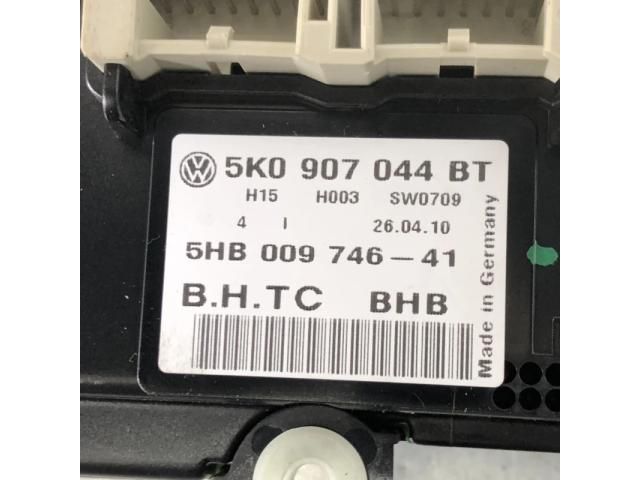 VW 5K0 907 044 BT
H15 H003 SW0709
4 I 26.04.10
5HB 009 746-41
B.H.TC BHB
Made in Germany